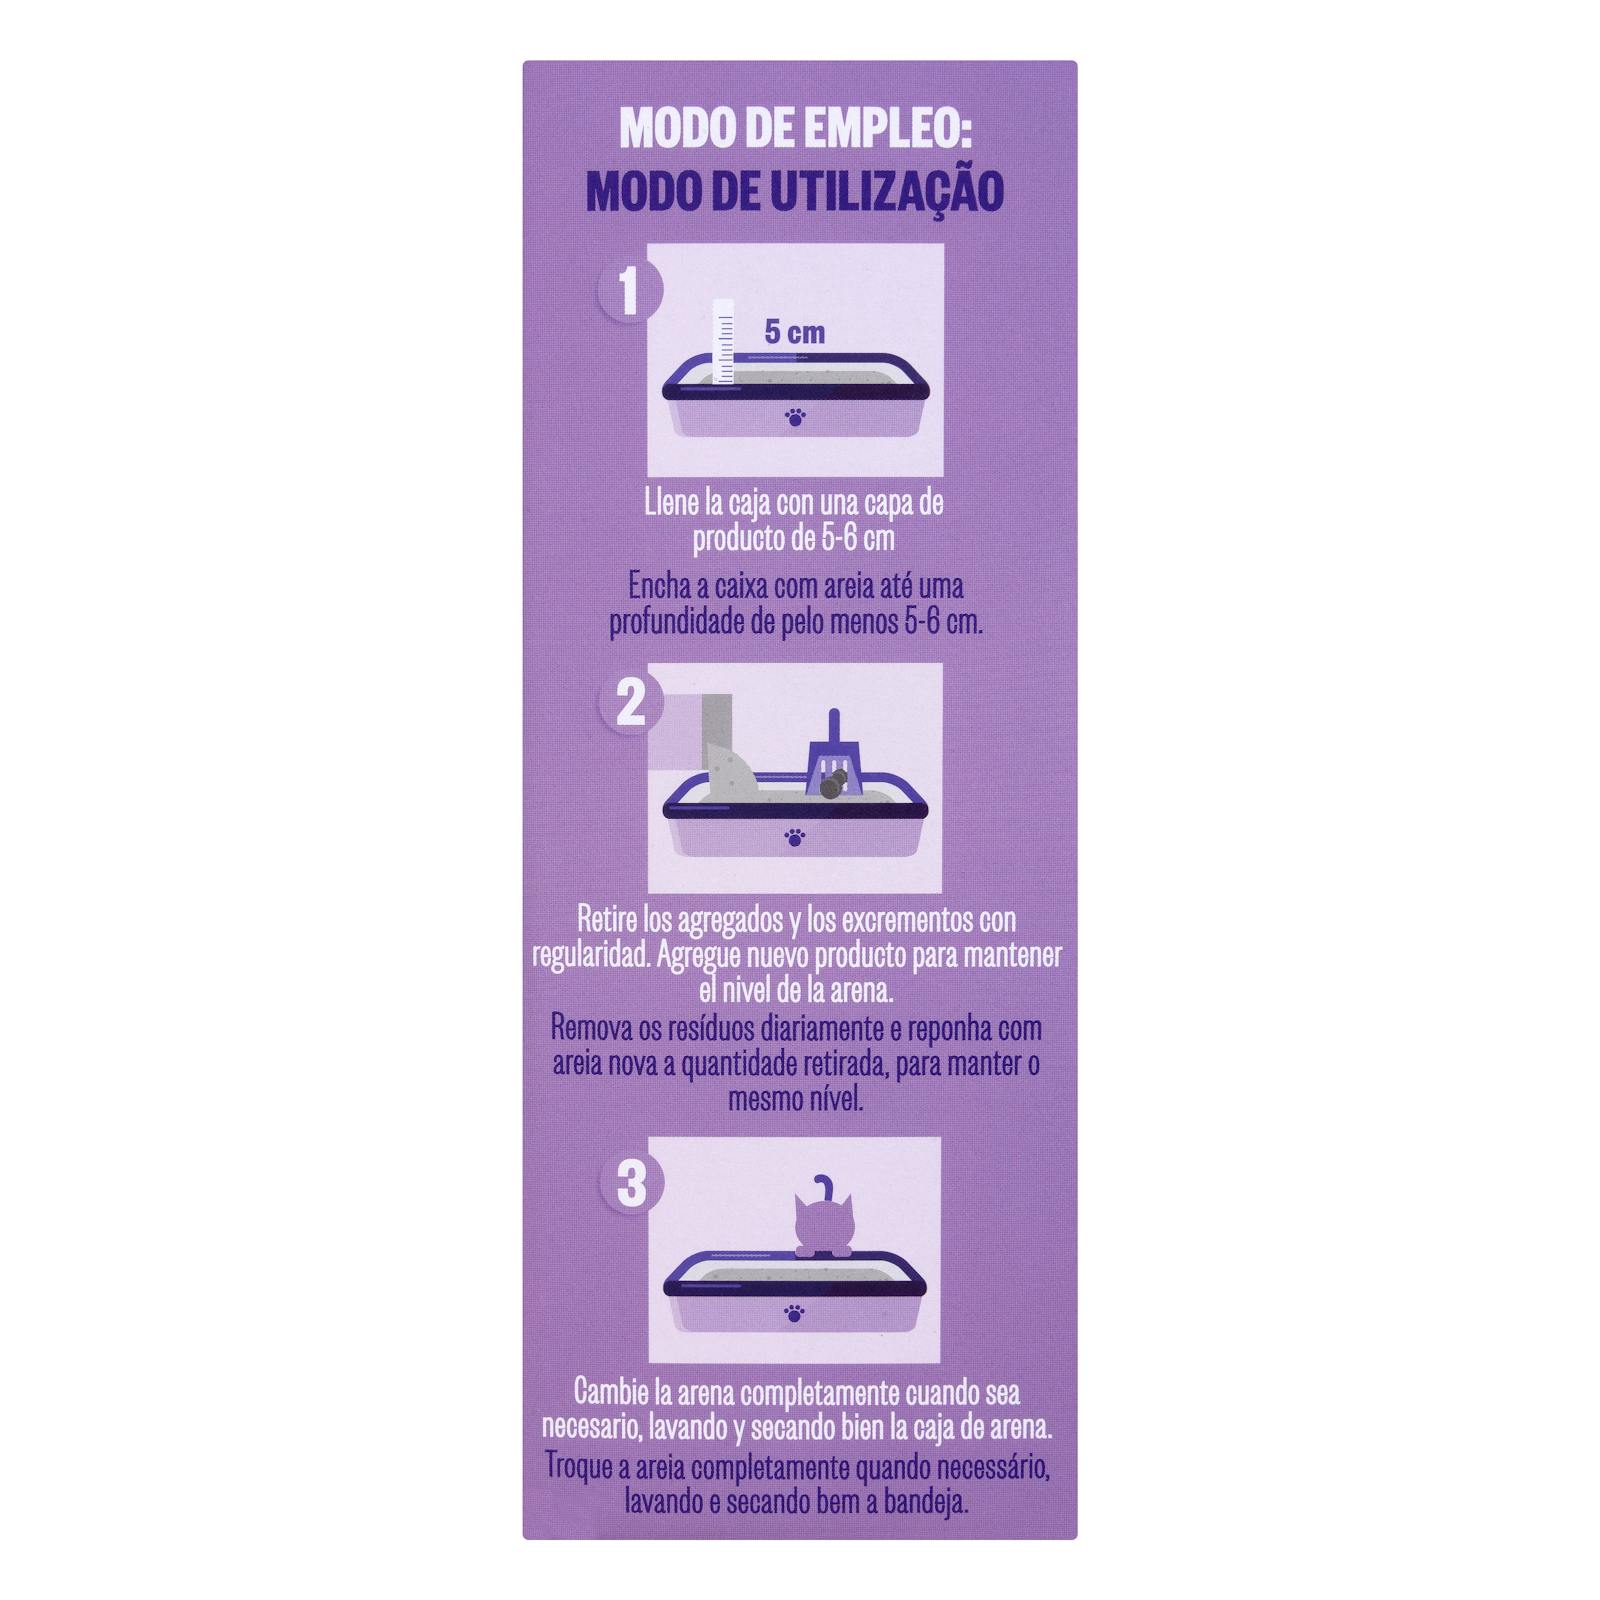 MODO DE EMPLEO:
MODO DE UTILIZAÇÃO
1
5 cm
Llene la caja con una capa de
producto de 5-6 cm
Encha a caixa com areia até uma
profundidade de pelo menos 5-6 cm.
2
Retire los agregados y los excrementos con
regularidad. Agregue nuevo producto para mantener
el nivel de la arena.
Remova os resíduos diariamente e reponha com
areia nova a quantidade retirada, para manter o
mesmo nível.
3
Cambie la arena completamente cuando sea
necesario, lavando y secando bien la caja de arena.
Troque a areia completamente quando necessário,
lavando e secando bem a bandeja.